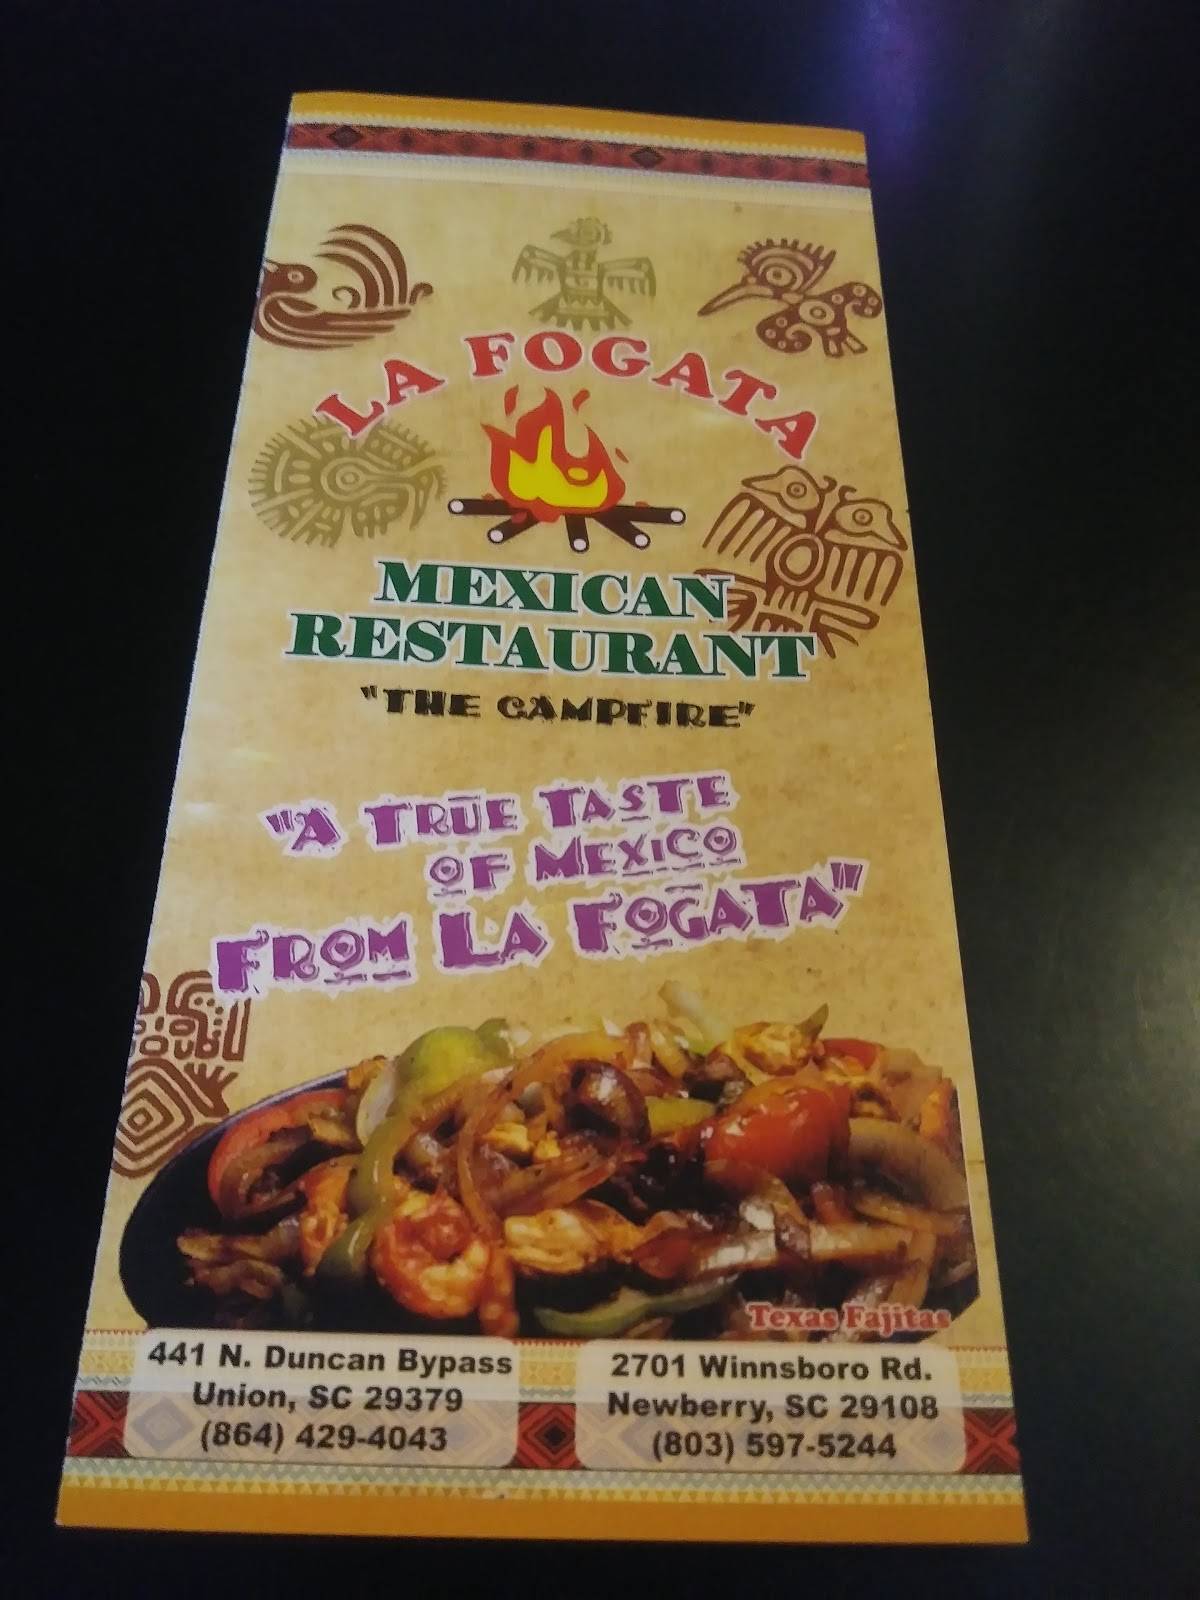 LA FOGATA
MEXICAN
RESTAURANT
"THE CAMPFIRE"
"A TRUE TASTE
OF MEXICO
FROM LA FOGATA"
Texas Fajitas
441 N. Duncan Bypass
Union, SC 29379
(864) 429-4043
2701 Winnsboro Rd.
Newberry, SC 29108
(803) 597-5244